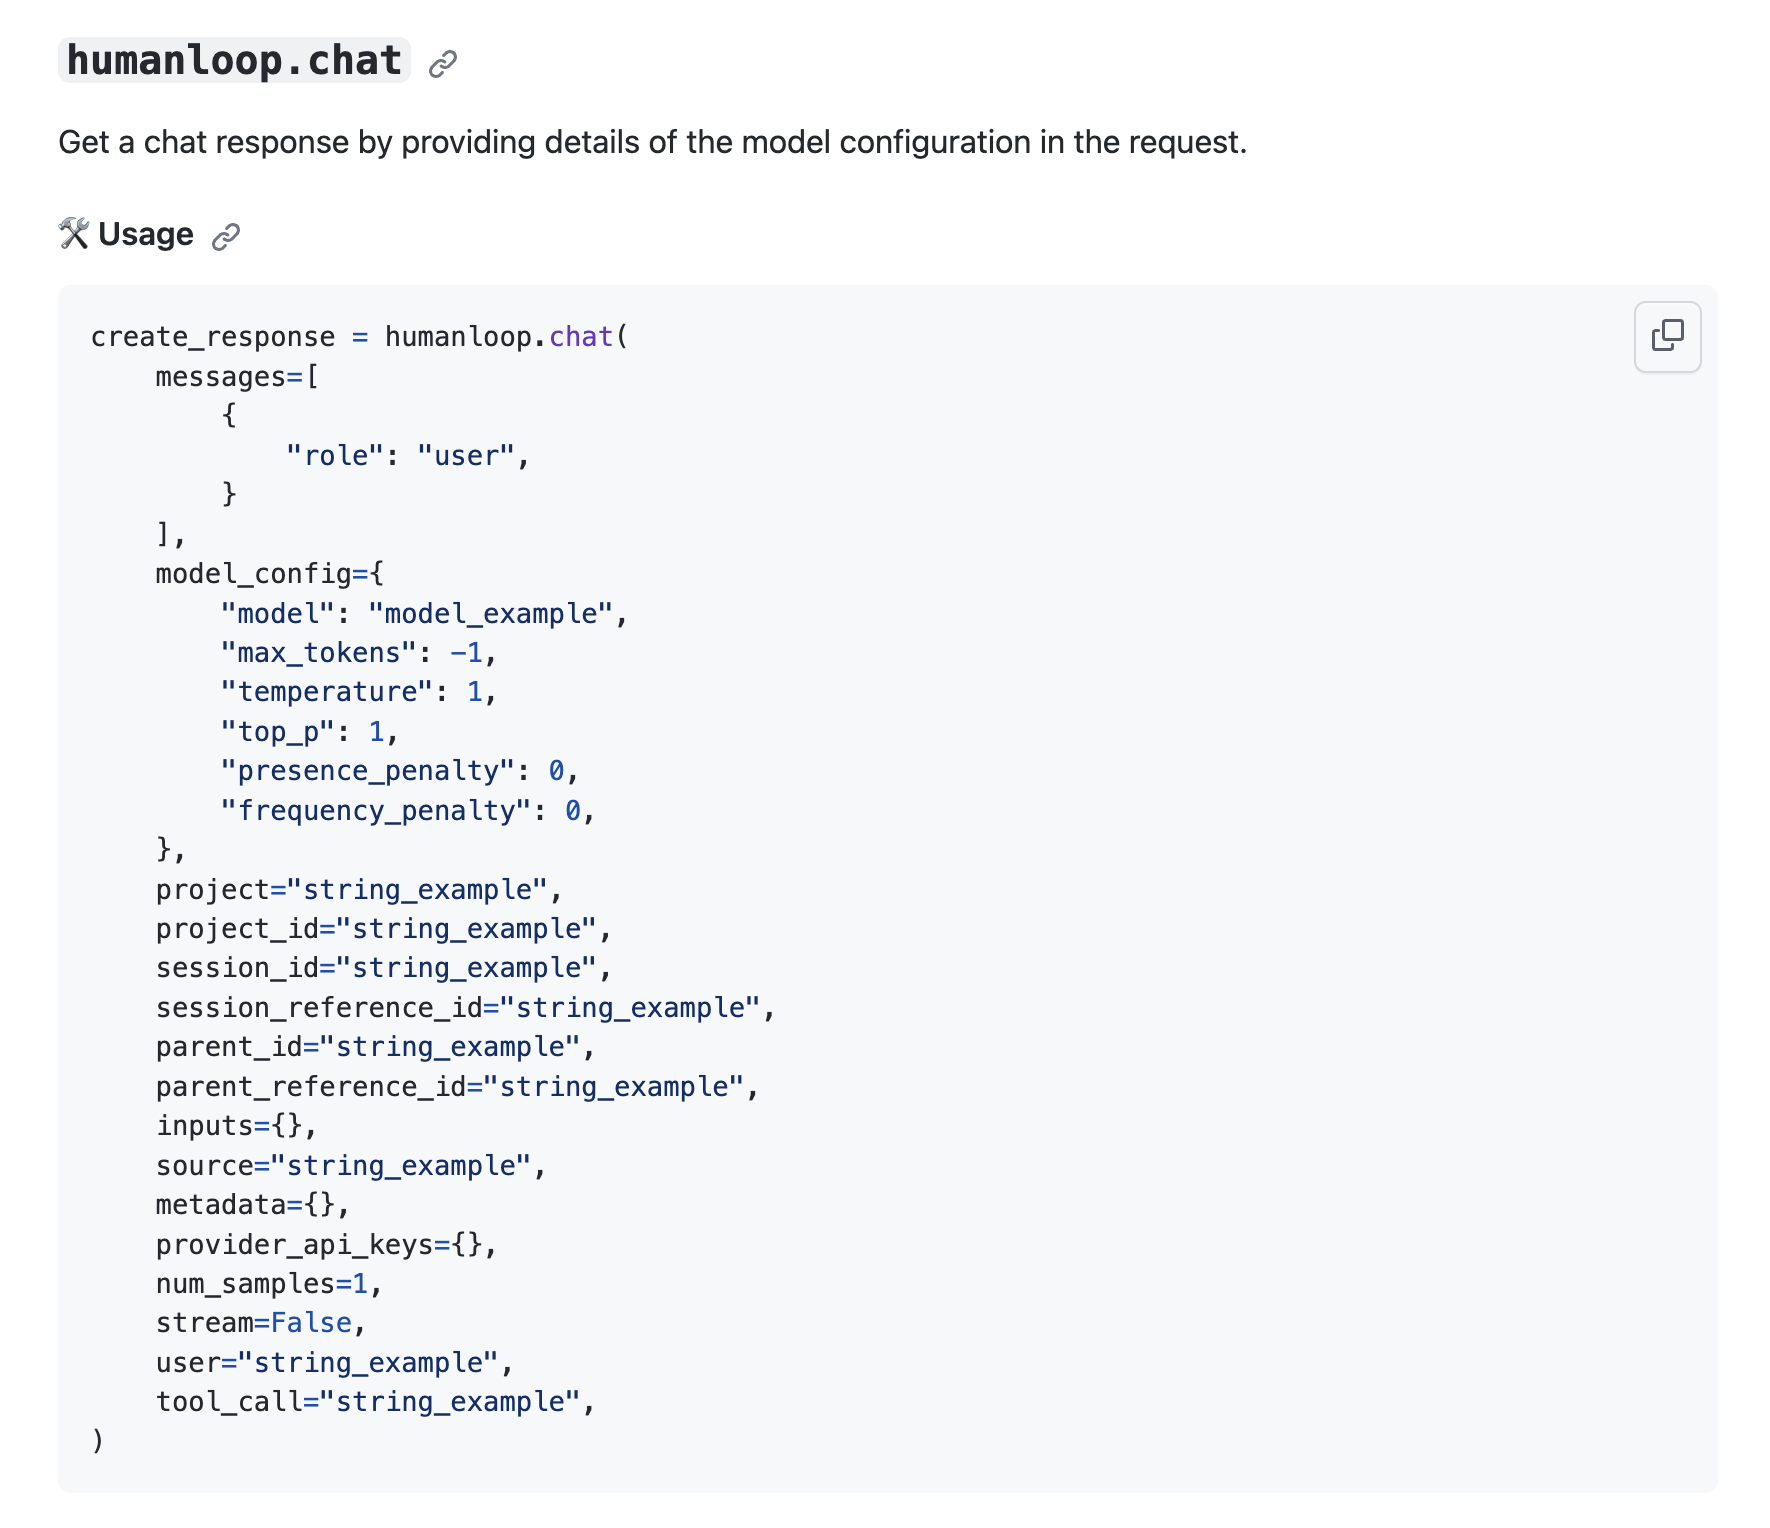 humanloop.chat
Get a chat response by providing details of the model configuration in the request.
🛠 Usage
create_response = humanloop.chat(
    messages=[
        {
            "role": "user",
        }
    ],
    model_config={
        "model": "model_example",
        "max_tokens": -1,
        "temperature": 1,
        "top_p": 1,
        "presence_penalty": 0,
        "frequency_penalty": 0,
    },
    project="string_example",
    project_id="string_example",
    session_id="string_example",
    session_reference_id="string_example",
    parent_id="string_example",
    parent_reference_id="string_example",
    inputs={},
    source="string_example",
    metadata={},
    provider_api_keys={},
    num_samples=1,
    stream=False,
    user="string_example",
    tool_call="string_example",
)